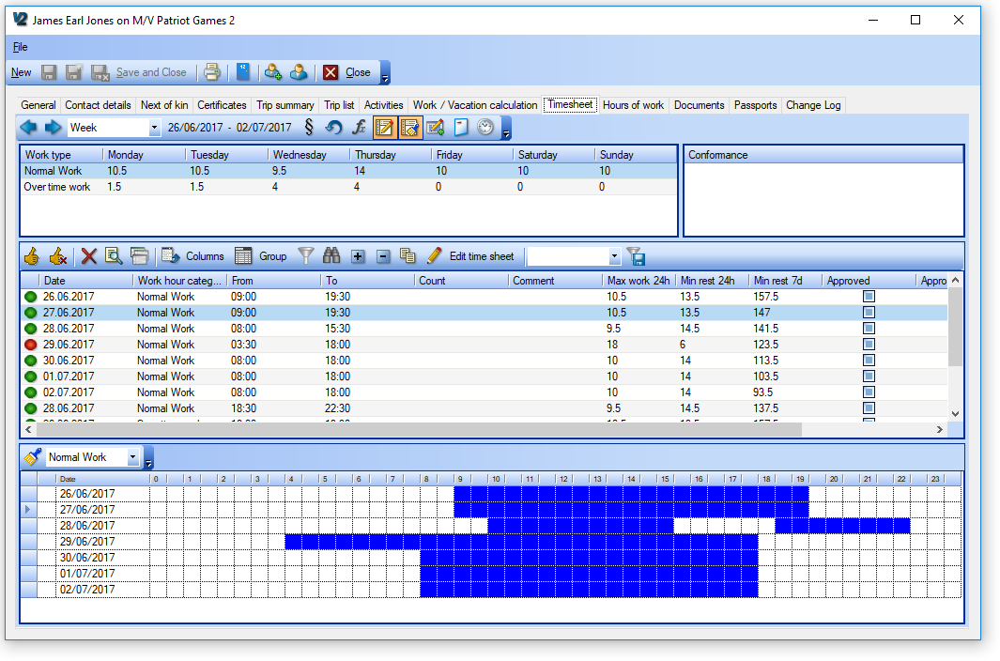 V2 James Earl Jones on M/V Patriot Games 2
File
New Save and Close 12 Close
General Contact details Next of kin Certificates Trip summary Trip list Activities Work / Vacation calculation Timesheet Hours of work Documents Passports Change Log
Week 26/06/2017 - 02/07/2017 § fx
Work type Monday Tuesday Wednesday Thursday Friday Saturday Sunday Conformance
Normal Work 10.5 10.5 9.5 14 10 10 10
Over time work 1.5 1.5 4 4 0 0 0
Columns Group Edit time sheet
Date Work hour categ... From To Count Comment Max work 24h Min rest 24h Min rest 7d Approved Appro
26.06.2017 Normal Work 09:00 19:30 10.5 13.5 157.5
27.06.2017 Normal Work 09:00 19:30 10.5 13.5 147
28.06.2017 Normal Work 08:00 15:30 9.5 14.5 141.5
29.06.2017 Normal Work 03:30 18:00 18 6 123.5
30.06.2017 Normal Work 08:00 18:00 10 14 113.5
01.07.2017 Normal Work 08:00 18:00 10 14 103.5
02.07.2017 Normal Work 08:00 18:00 10 14 93.5
28.06.2017 Normal Work 18:30 22:30 9.5 14.5 137.5
Normal Work
Date 0 1 2 3 4 5 6 7 8 9 10 11 12 13 14 15 16 17 18 19 20 21 22 23
26/06/2017
27/06/2017
28/06/2017
29/06/2017
30/06/2017
01/07/2017
02/07/2017